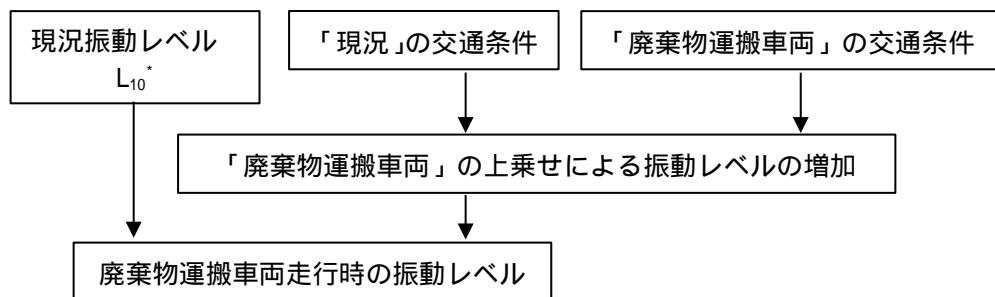 現況振動レベル
L₁₀*
「現況」の交通条件
「廃棄物運搬車両」の交通条件
「廃棄物運搬車両」の上乗せによる振動レベルの増加
廃棄物運搬車両走行時の振動レベル